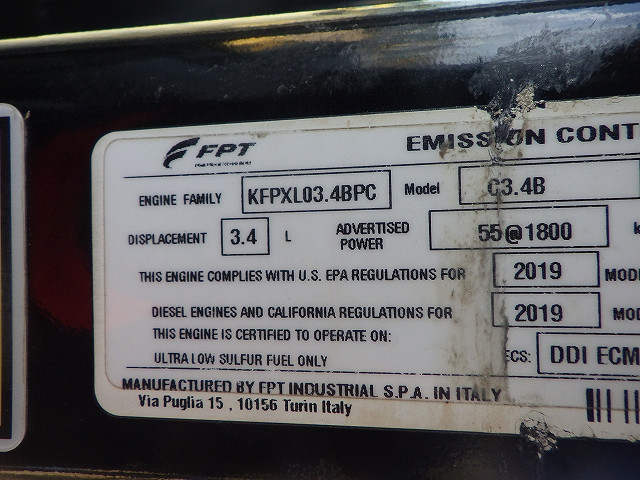 FPT
EMISSION CONT
ENGINE FAMILY KFPXL03.4BPC Model C3.4B
DISPLACEMENT 3.4 L ADVERTISED POWER 55@1800 k
THIS ENGINE COMPLIES WITH U.S. EPA REGULATIONS FOR 2019 MODE
DIESEL ENGINES AND CALIFORNIA REGULATIONS FOR 2019 MOD
THIS ENGINE IS CERTIFIED TO OPERATE ON:
ULTRA LOW SULFUR FUEL ONLY ECS: DDI ECM
MANUFACTURED BY FPT INDUSTRIAL S.P.A. IN ITALY
Via Puglia 15 , 10156 Turin Italy